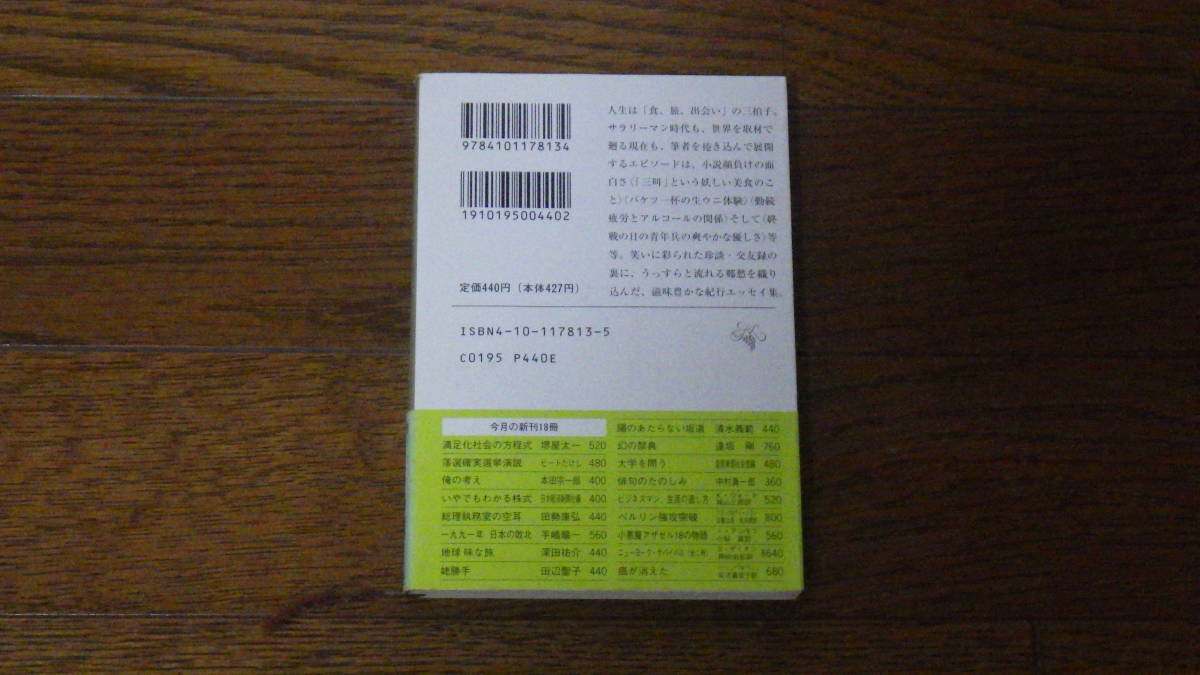 9784101178134
1910195004402
定価440円(本体427円)
ISBN4-10-117813-5
C0195 P440E
人生は「食、旅、出会い」の三拍子。
サラリーマン時代も、世界を取材で
廻る現在も、筆者を捲き込んで展開
するエピソードは、小説顔負けの面
白さ〈「三叫」という妖しい美食のこ
と〉〈バケツ一杯の生ウニ体験〉〈勤続
疲労とアルコールの関係〉そして〈終
戦の日の青年兵の爽やかな優しさ〉等
等。笑いに彩られた珍談・交友録の
裏に、うっすらと流れる郷愁を織り
込んだ、滋味豊かな紀行エッセイ集。
今月の新刊18冊
満足化社会の方程式 堺屋太一 520
落選確実選挙演説 ビートたけし 480
俺の考え 本田宗一郎 400
いやでもわかる株式 400
総理執務室の空耳 田勢康弘 440
一九九一年 日本の敗北 手嶋龍一 560
地球 味な旅 深田祐介 440
姥勝手 田辺聖子 440
陽のあたらない坂道 清水義範 440
幻の祭典 逢坂 剛 760
大学を問う 480
俳句のたのしみ 中村真一郎 360
ビジネスマン、生涯の過し方 520
ベルリン強攻突破 800
小悪魔アザゼル18の物語 560
ニューヨーク・サバイバル 各640
癌が消えた 680